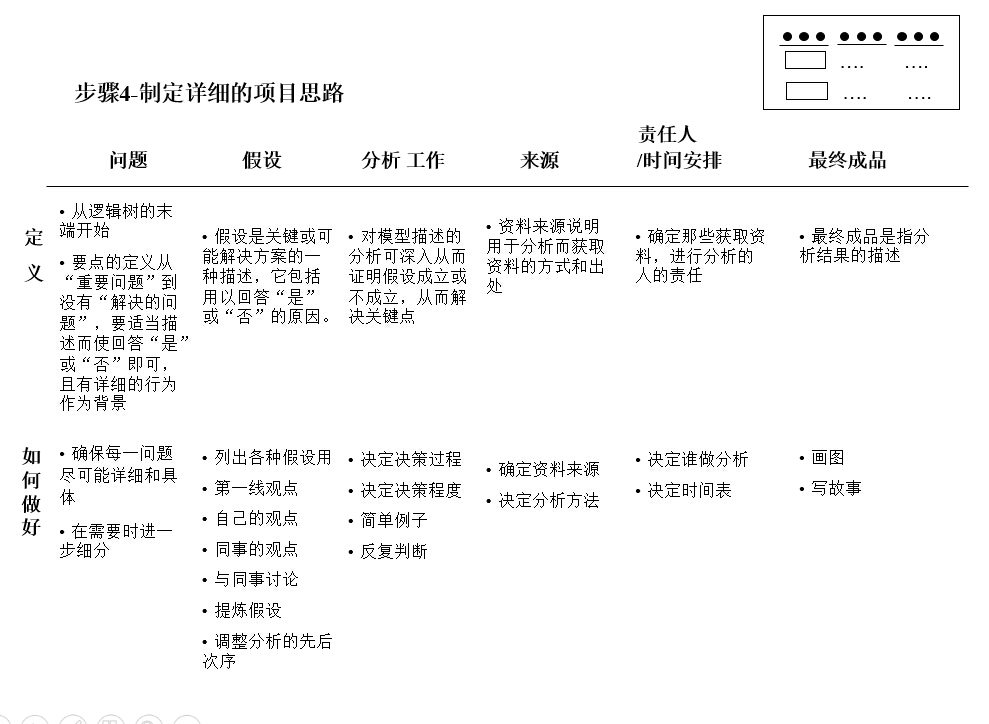 步骤4-制定详细的项目思路
问题
假设
分析 工作
来源
责任人
/时间安排
最终成品
定
义
• 从逻辑树的末
端开始
• 要点的定义从
“重要问题”到
没有“解决的问
题”，要适当描
述而使回答“是”
或“否”即可，
且有详细的行为
作为背景
• 假设是关键或可
能解决方案的一
种描述，它包括
用以回答“是”
或“否”的原因。
• 对模型描述的
分析可深入从而
证明假设成立或
不成立，从而解
决关键点
• 资料来源说明
用于分析而获取
资料的方式和出
处
• 确定那些获取资
料，进行分析的
人的责任
• 最终成品是指分
析结果的描述
如
何
做
好
• 确保每一问题
尽可能详细和具
体
• 在需要时进一
步细分
• 列出各种假设用
• 第一线观点
• 自己的观点
• 同事的观点
• 与同事讨论
• 提炼假设
• 调整分析的先后
次序
• 决定决策过程
• 决定决策程度
• 简单例子
• 反复判断
• 确定资料来源
• 决定分析方法
• 决定谁做分析
• 决定时间表
• 画图
• 写故事